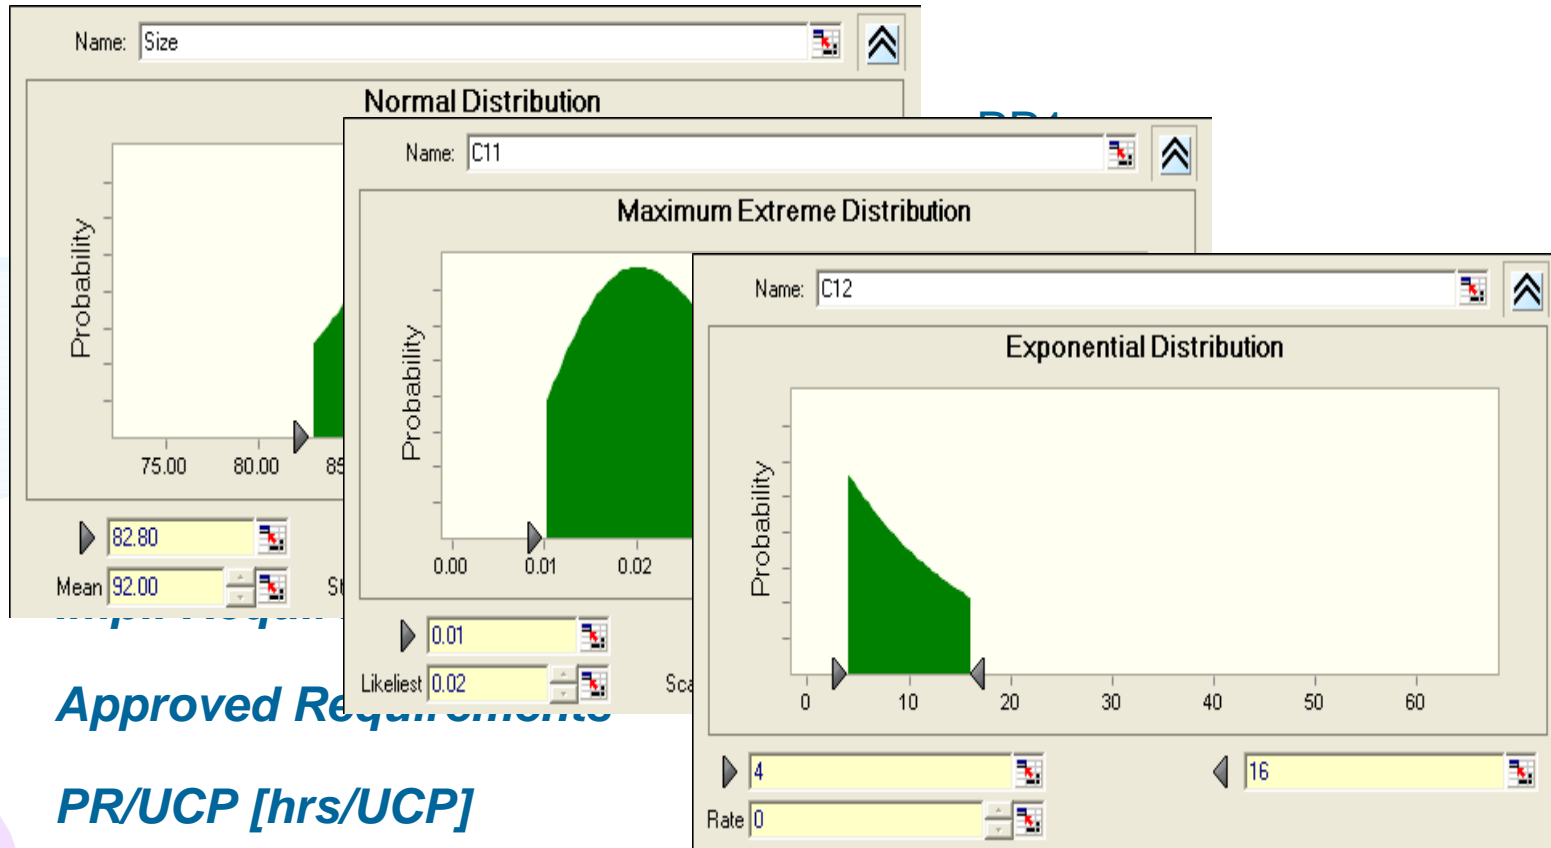 Name: Size
Normal Distribution
Probability
75.00 80.00 85
82.80
Mean 92.00
Name: C11
Maximum Extreme Distribution
Probability
0.00 0.01 0.02
0.01
Likeliest 0.02
Name: C12
Exponential Distribution
Probability
0 10 20 30 40 50 60
4 16
Rate 0
Approved Requirements
PR/UCP [hrs/UCP]